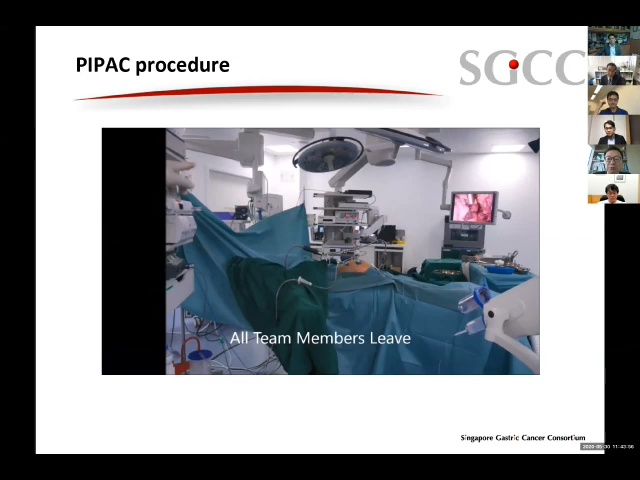 PIPAC procedure
SGCC
All Team Members Leave
Singapore Gastric Cancer Consortium